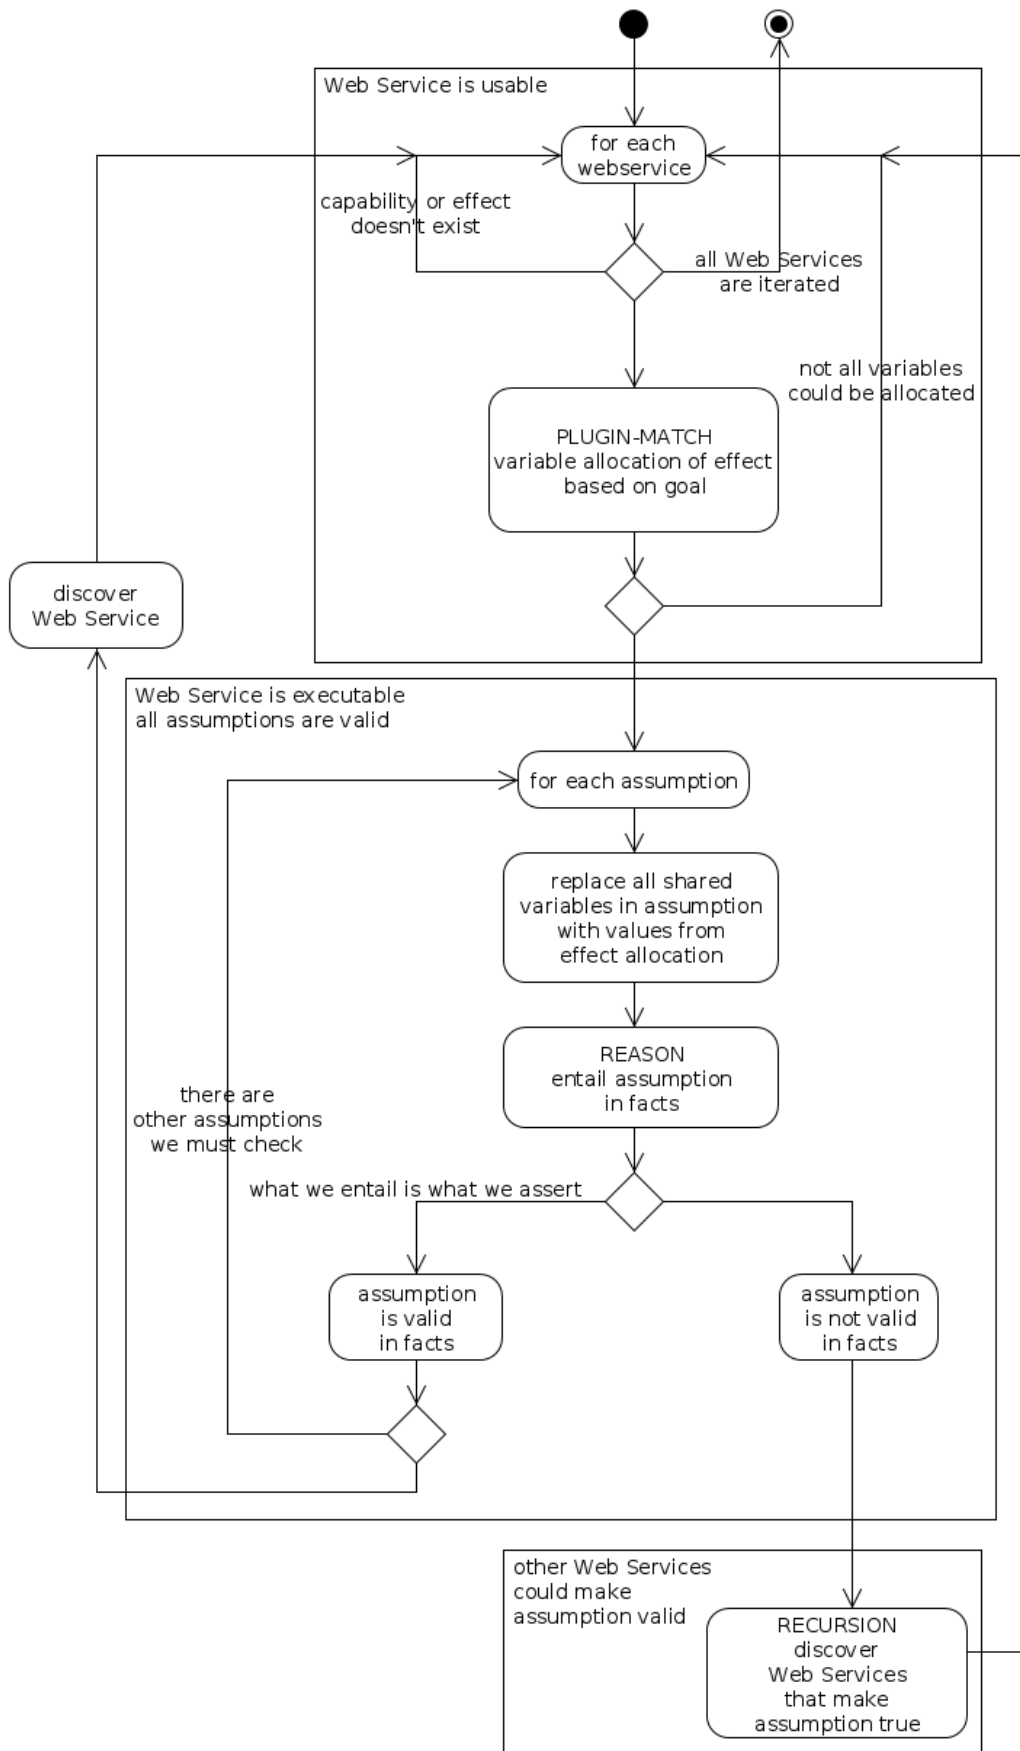 Web Service is usable
for each
webservice
capability or effect
doesn't exist
all Web Services
are iterated
not all variables
could be allocated
PLUGIN-MATCH
variable allocation of effect
based on goal
discover
Web Service
Web Service is executable
all assumptions are valid
for each assumption
replace all shared
variables in assumption
with values from
effect allocation
REASON
entail assumption
in facts
there are
other assumptions
we must check
what we entail is what we assert
assumption
is valid
in facts
assumption
is not valid
in facts
other Web Services
could make
assumption valid
RECURSION
discover
Web Services
that make
assumption true